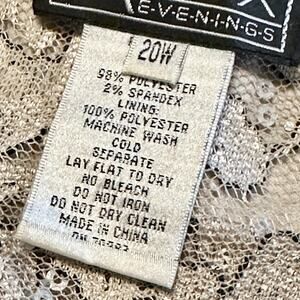 E·V·E·N·I·N·G·S
20W
98% POLYESTER
2% SPANDEX
LINING
100% POLYESTER
MACHINE WASH
COLD
SEPARATE
LAY FLAT TO DRY
NO BLEACH
DO NOT IRON
DO NOT DRY CLEAN
MADE IN CHINA